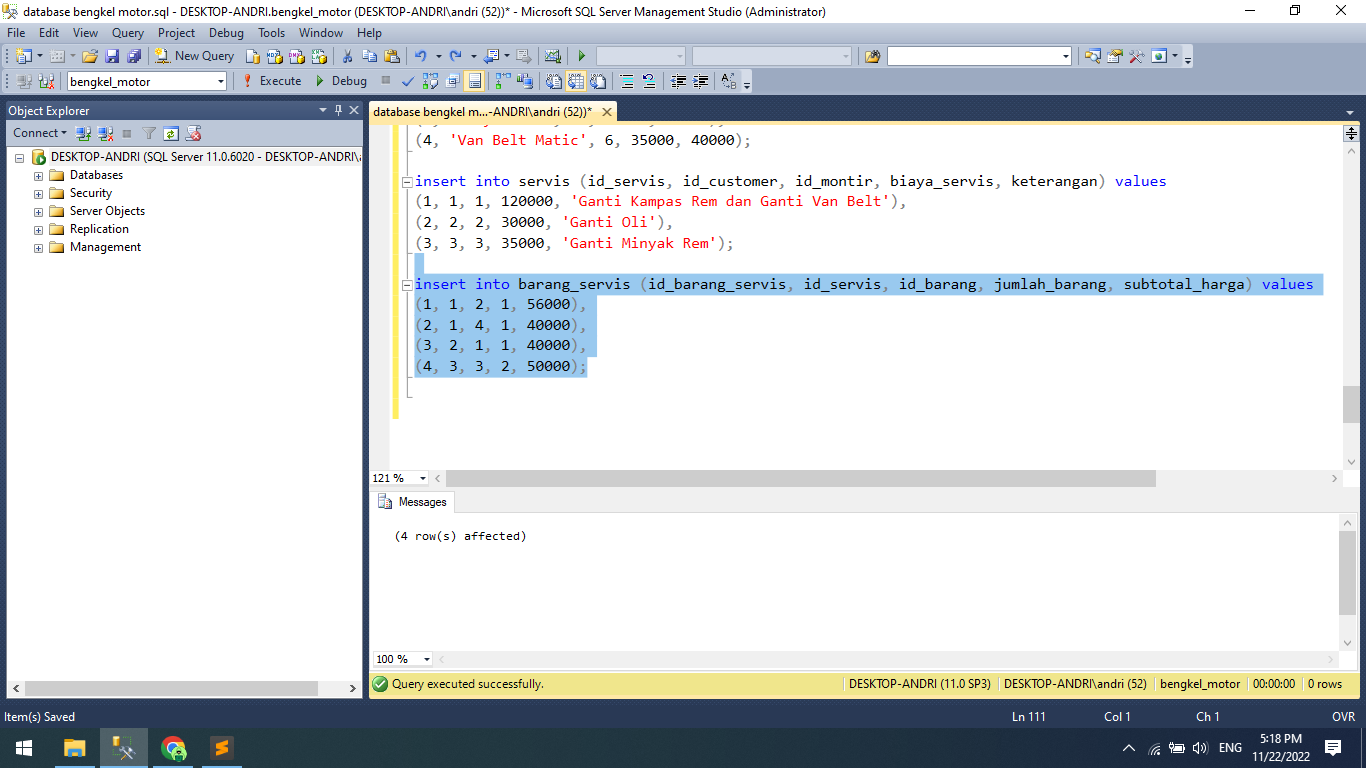 database bengkel motor.sql - DESKTOP-ANDRI.bengkel_motor (DESKTOP-ANDRI\andri (52))* - Microsoft SQL Server Management Studio (Administrator)
File Edit View Query Project Debug Tools Window Help
New Query
bengkel_motor Execute Debug
Object Explorer
Connect
DESKTOP-ANDRI (SQL Server 11.0.6020 - DESKTOP-ANDRI\
Databases
Security
Server Objects
Replication
Management
database bengkel m...-ANDRI\andri (52))*
(4, 'Van Belt Matic', 6, 35000, 40000);
insert into servis (id_servis, id_customer, id_montir, biaya_servis, keterangan) values
(1, 1, 1, 120000, 'Ganti Kampas Rem dan Ganti Van Belt'),
(2, 2, 2, 30000, 'Ganti Oli'),
(3, 3, 3, 35000, 'Ganti Minyak Rem');
insert into barang_servis (id_barang_servis, id_servis, id_barang, jumlah_barang, subtotal_harga) values
(1, 1, 2, 1, 56000),
(2, 1, 4, 1, 40000),
(3, 2, 1, 1, 40000),
(4, 3, 3, 2, 50000);
121 %
Messages
(4 row(s) affected)
100 %
Query executed successfully. DESKTOP-ANDRI (11.0 SP3) DESKTOP-ANDRI\andri (52) bengkel_motor 00:00:00 0 rows
Item(s) Saved Ln 111 Col 1 Ch 1 OVR
ENG
5:18 PM
11/22/2022